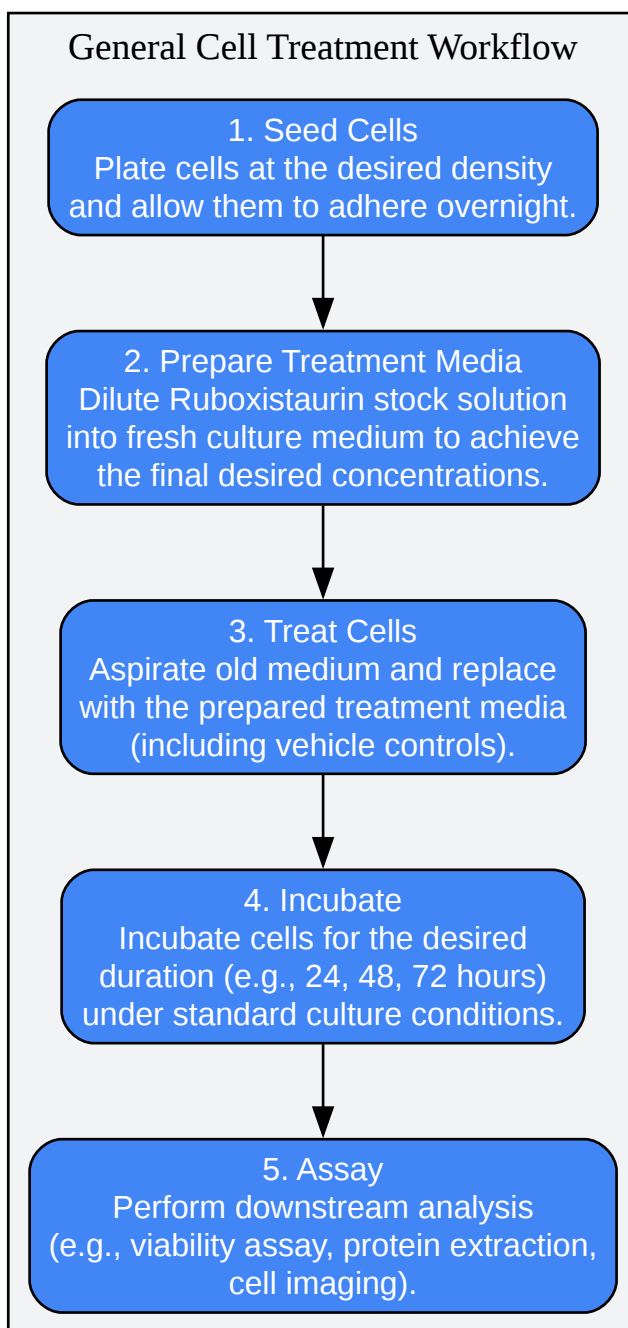 General Cell Treatment Workflow
1. Seed Cells
Plate cells at the desired density
and allow them to adhere overnight.
2. Prepare Treatment Media
Dilute Ruboxistaurin stock solution
into fresh culture medium to achieve
the final desired concentrations.
3. Treat Cells
Aspirate old medium and replace
with the prepared treatment media
(including vehicle controls).
4. Incubate
Incubate cells for the desired
duration (e.g., 24, 48, 72 hours)
under standard culture conditions.
5. Assay
Perform downstream analysis
(e.g., viability assay, protein extraction,
cell imaging).